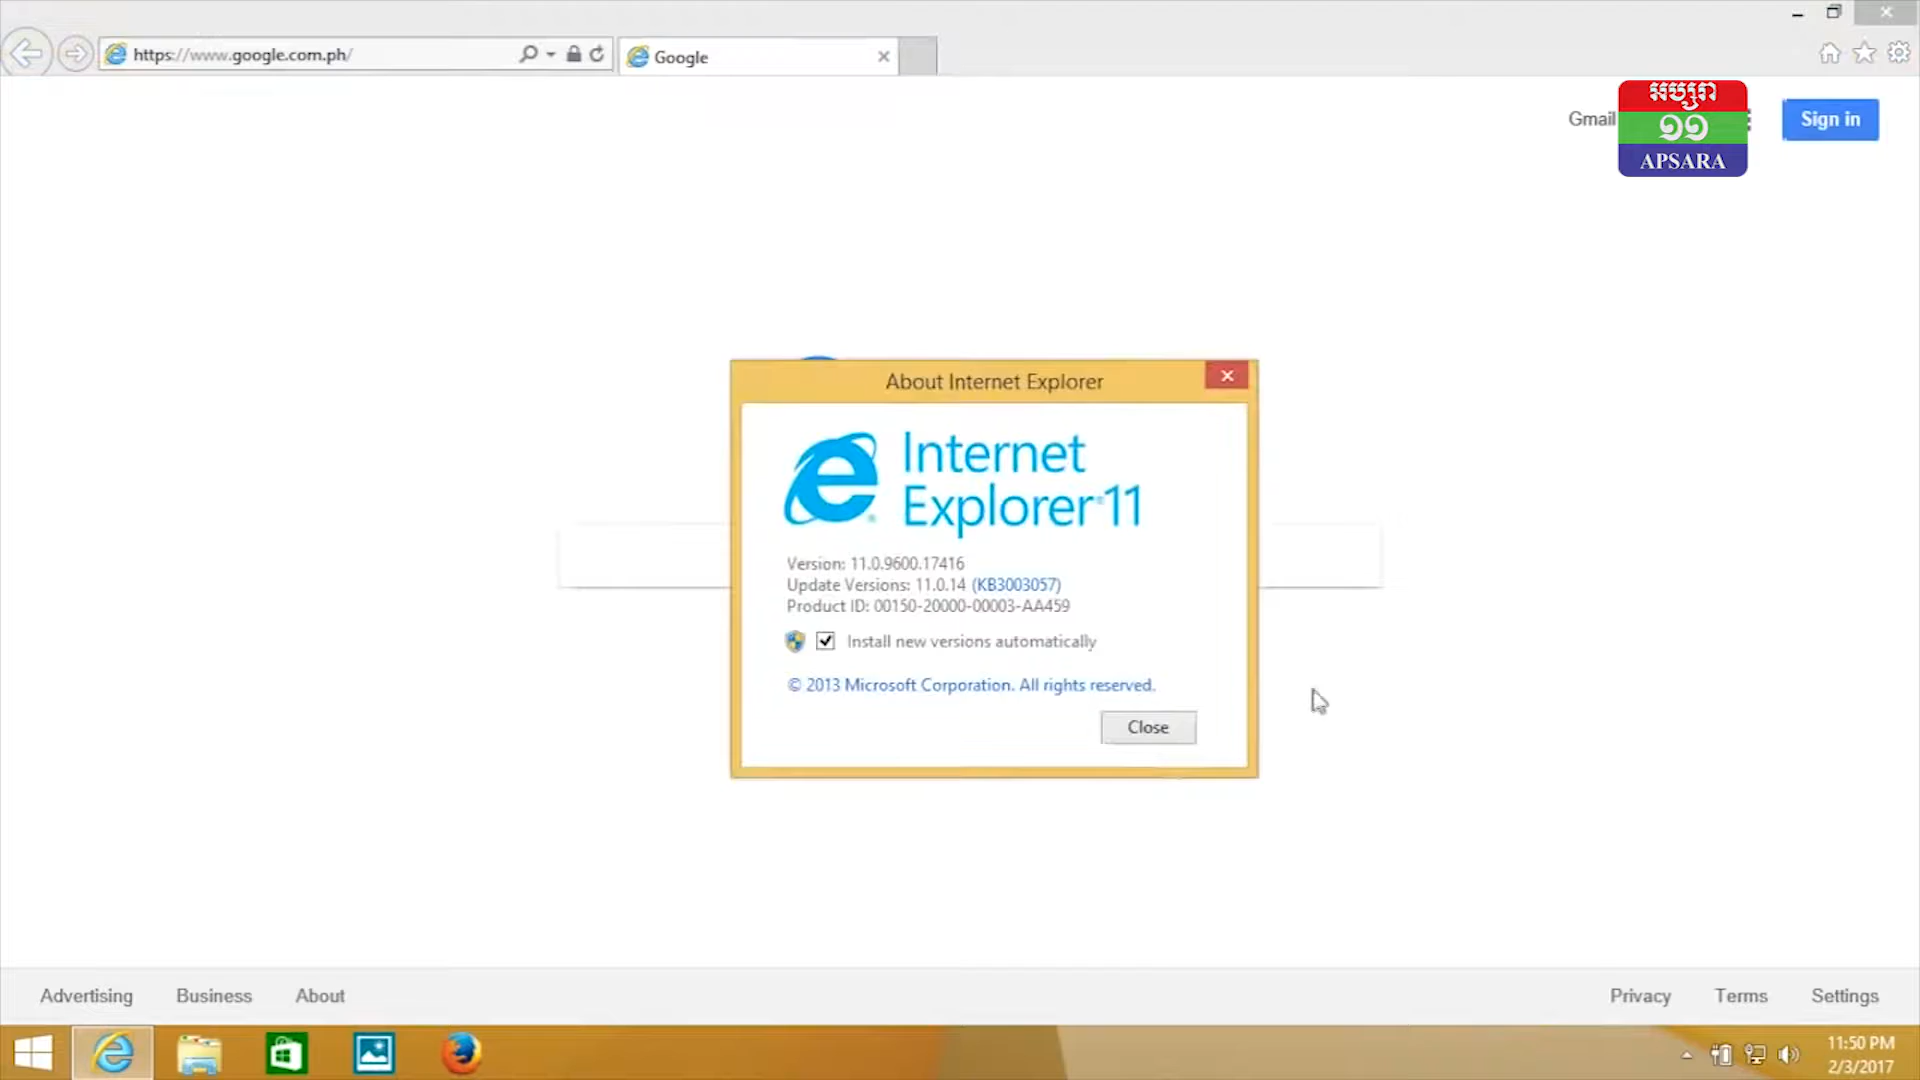 https://www.google.com.ph/
Google
Gmail
Sign in
អប្សរា
១១
APSARA
About Internet Explorer
Internet
Explorer 11
Version: 11.0.9600.17416
Update Versions: 11.0.14 (KB3003057)
Product ID: 00150-20000-00003-AA459
Install new versions automatically
© 2013 Microsoft Corporation. All rights reserved.
Close
Advertising
Business
About
Privacy
Terms
Settings
11:50 PM
2/3/2017